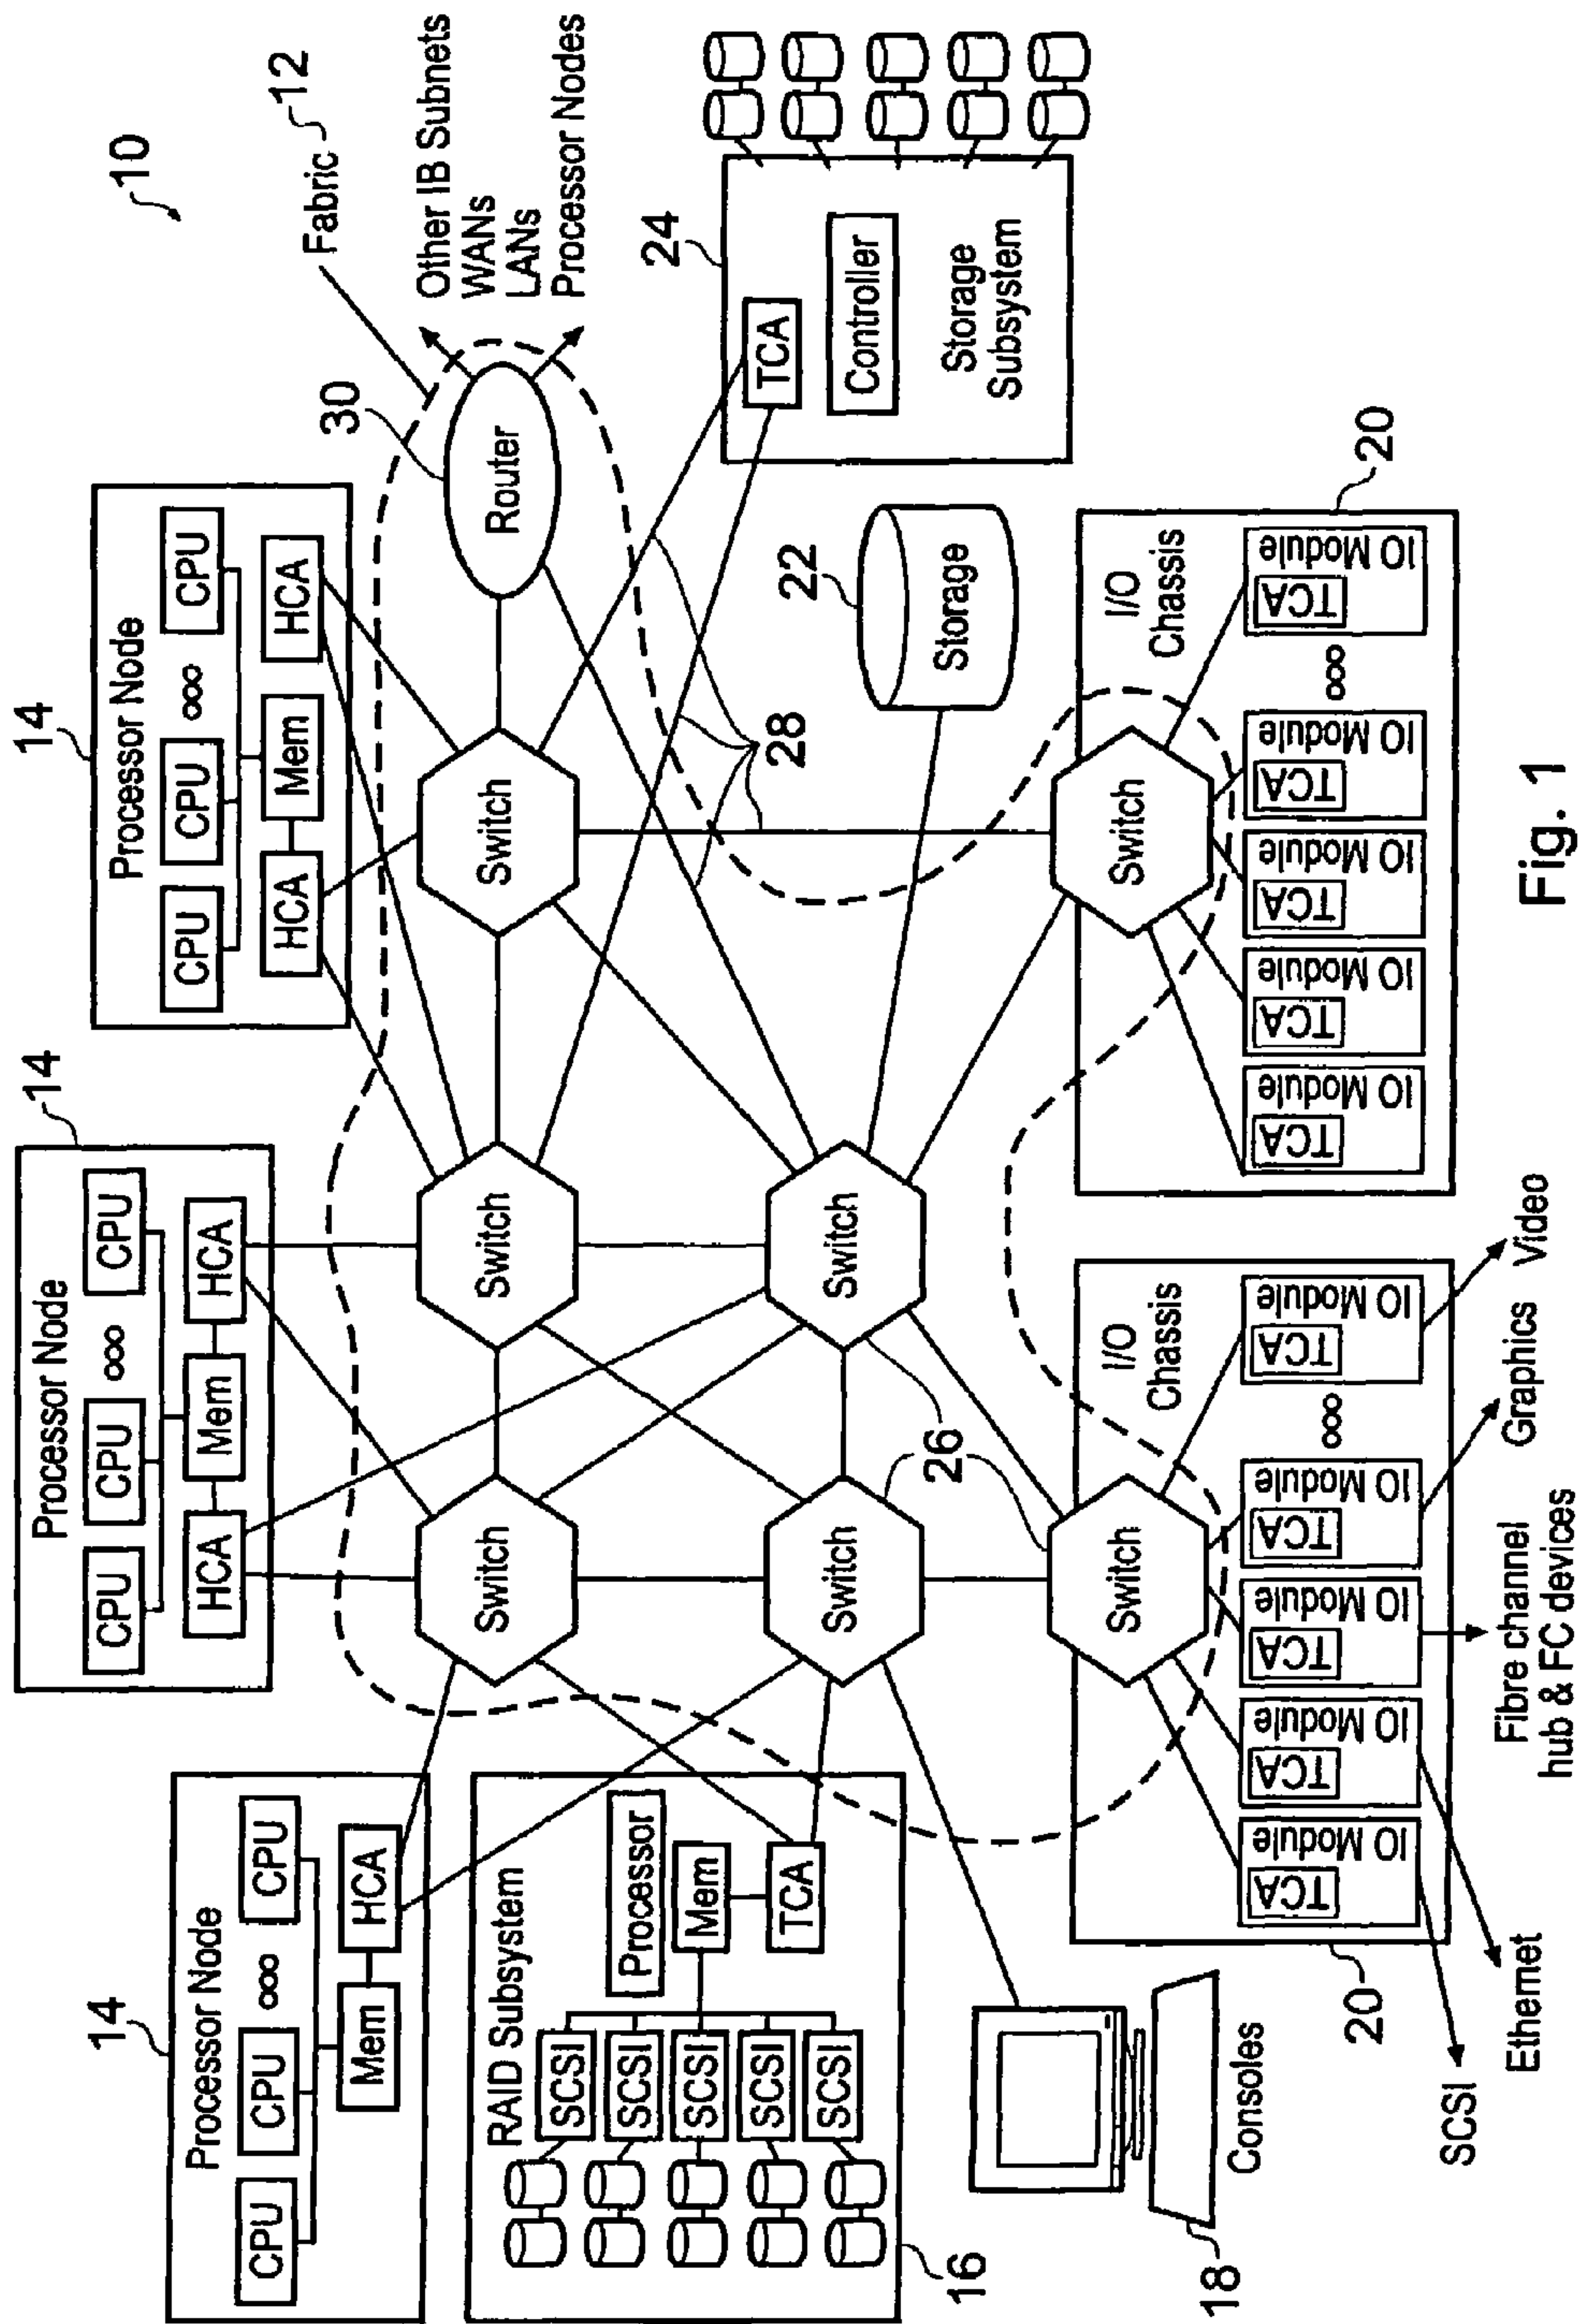 10
Fabric
12
Other IB Subnets
WANs
LANs
Processor Nodes
14
Processor Node
CPU
CPU
CPU
Mem
HCA
14
Processor Node
CPU
CPU
CPU
HCA
Mem
HCA
14
Processor Node
CPU
CPU
CPU
HCA
Mem
HCA
30
Router
RAID Subsystem
Processor
SCSI
SCSI
SCSI
SCSI
SCSI
Mem
TCA
16
Switch
Switch
Switch
Switch
Switch
26
28
24
TCA
Controller
Storage
Subsystem
22
Storage
18
Consoles
Switch
I/O
Chassis
TCA
IO Module
TCA
IO Module
TCA
IO Module
TCA
IO Module
TCA
IO Module
20
SCSI
Ethernet
Fibre channel
hub & FC devices
Graphics
Video
Switch
I/O
Chassis
TCA
IO Module
TCA
IO Module
TCA
IO Module
TCA
IO Module
TCA
IO Module
20
Fig. 1